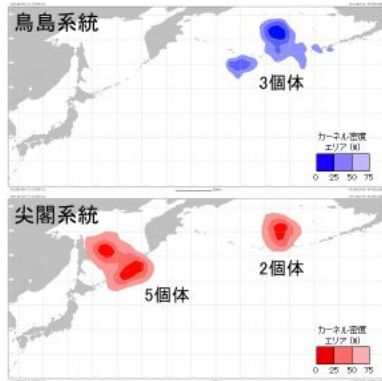 鳥島系統
3個体
カーネル密度
エリア (%)
0 25 50 75
尖閣系統
2個体
5個体
カーネル密度
エリア (%)
0 25 50 75